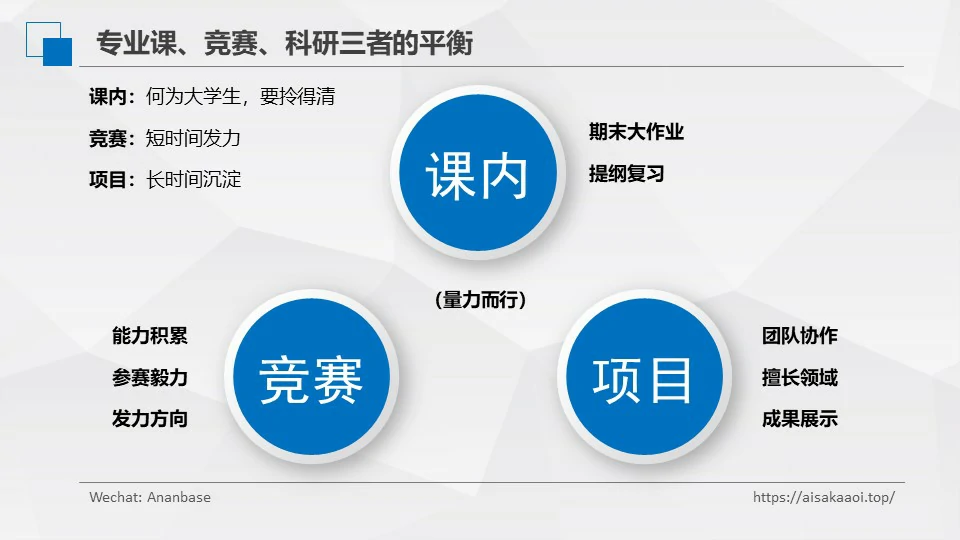 专业课、竞赛、科研三者的平衡
课内：何为大学生，要拎得清
竞赛：短时间发力
项目：长时间沉淀
课内
期末大作业
提纲复习
（量力而行）
能力积累
参赛毅力
发力方向
竞赛
项目
团队协作
擅长领域
成果展示
Wechat: Ananbase
https://aisakaaoi.top/